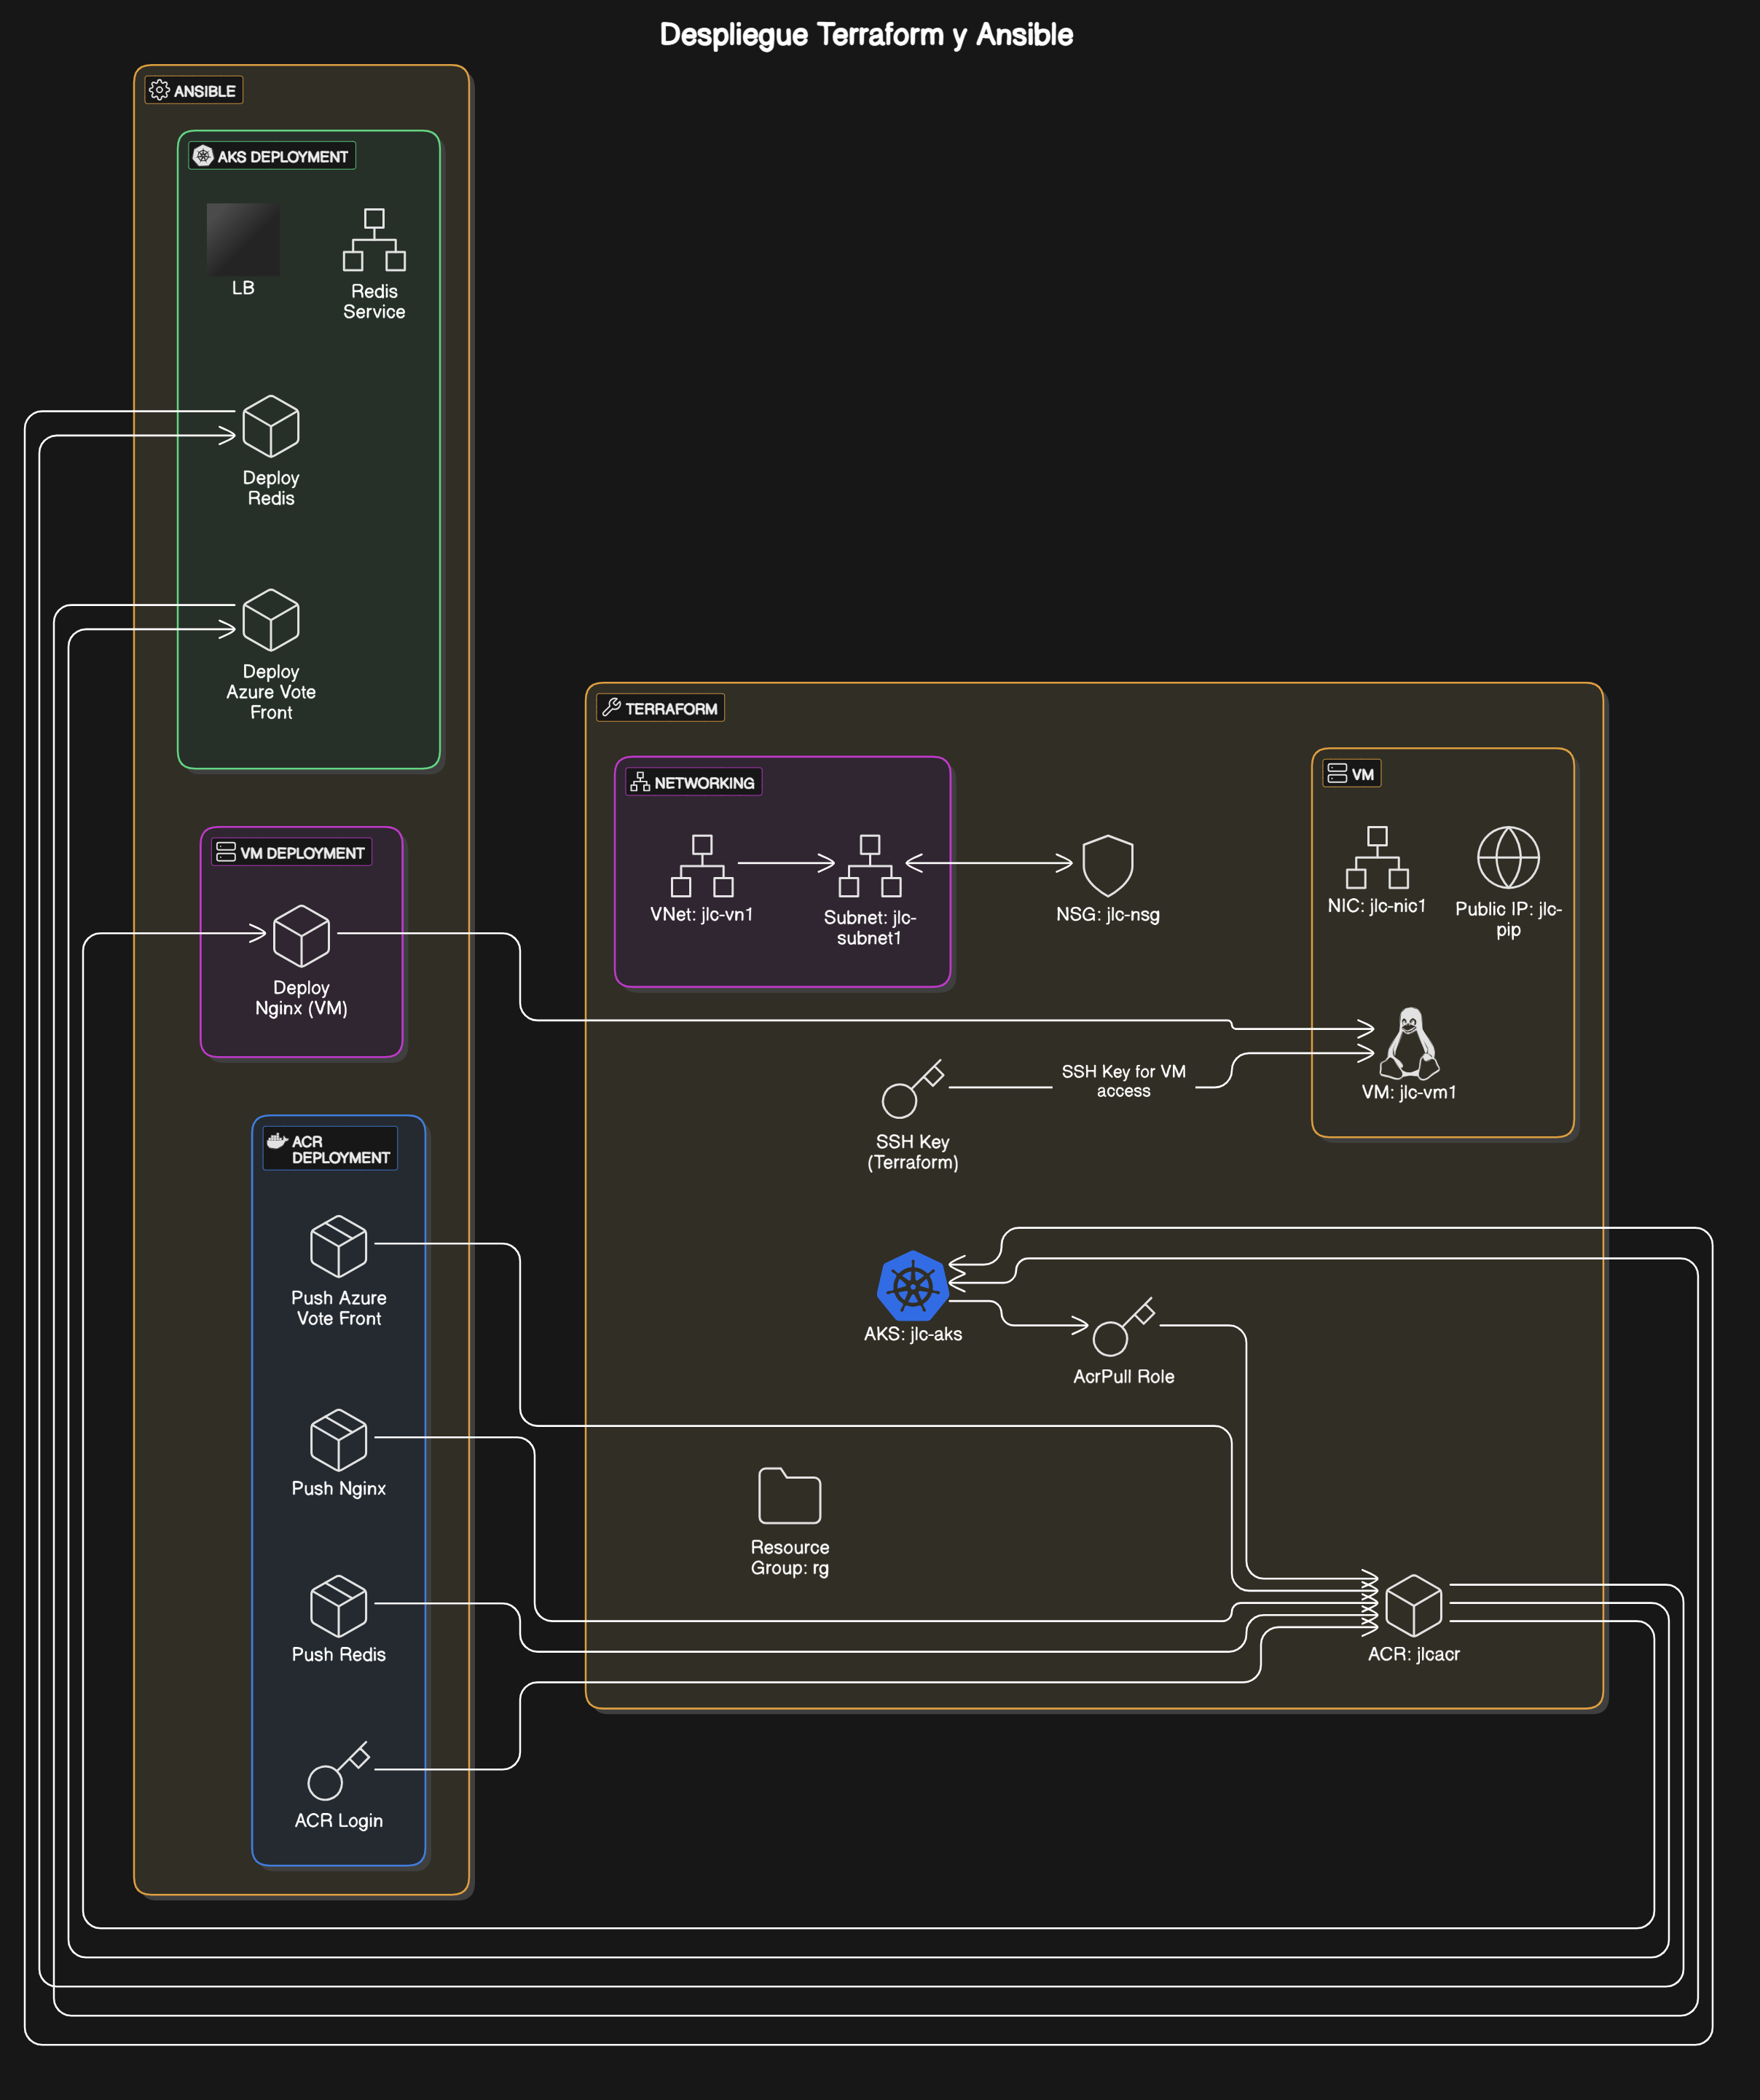 Despliegue Terraform y Ansible
ANSIBLE
AKS DEPLOYMENT
LB
Redis
Service
Deploy
Redis
Deploy
Azure Vote
Front
VM DEPLOYMENT
Deploy
Nginx (VM)
ACR
DEPLOYMENT
Push Azure
Vote Front
Push Nginx
Push Redis
ACR Login
TERRAFORM
NETWORKING
VNet: jlc-vn1
Subnet: jlc-
subnet1
NSG: jlc-nsg
VM
NIC: jlc-nic1
Public IP: jlc-
pip
VM: jlc-vm1
SSH Key for VM
access
SSH Key
(Terraform)
AKS: jlc-aks
AcrPull Role
Resource
Group: rg
ACR: jlcacr